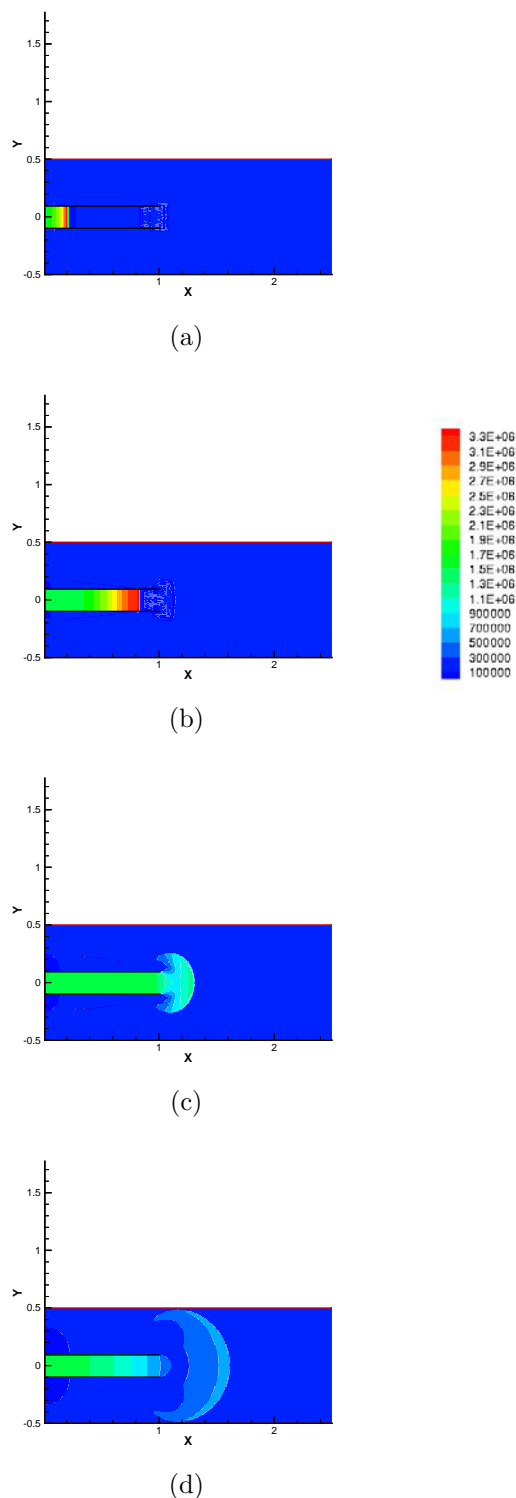 1.5
1
Y
0.5
0
-0.5
1
2
X
(a)
1.5
1
Y
0.5
0
-0.5
1
2
X
(b)
3.3E+06
3.1E+06
2.9E+06
2.7E+06
2.5E+06
2.3E+06
2.1E+06
1.9E+06
1.7E+06
1.5E+06
1.3E+06
1.1E+06
900000
700000
500000
300000
100000
1.5
1
Y
0.5
0
-0.5
1
2
X
(c)
1.5
1
Y
0.5
0
-0.5
1
2
X
(d)